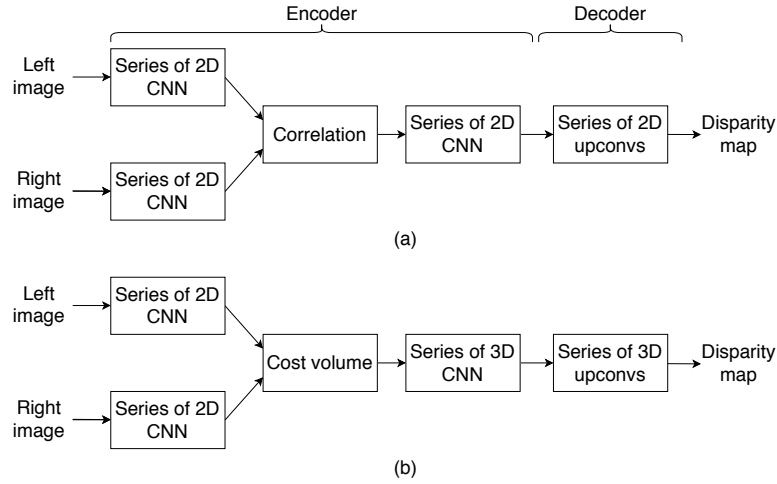 Encoder
Decoder
Left
image
Series of 2D
CNN
Correlation
Series of 2D
CNN
Series of 2D
upconvs
Disparity
map
Right
image
Series of 2D
CNN
(a)
Left
image
Series of 2D
CNN
Cost volume
Series of 3D
CNN
Series of 3D
upconvs
Disparity
map
Right
image
Series of 2D
CNN
(b)